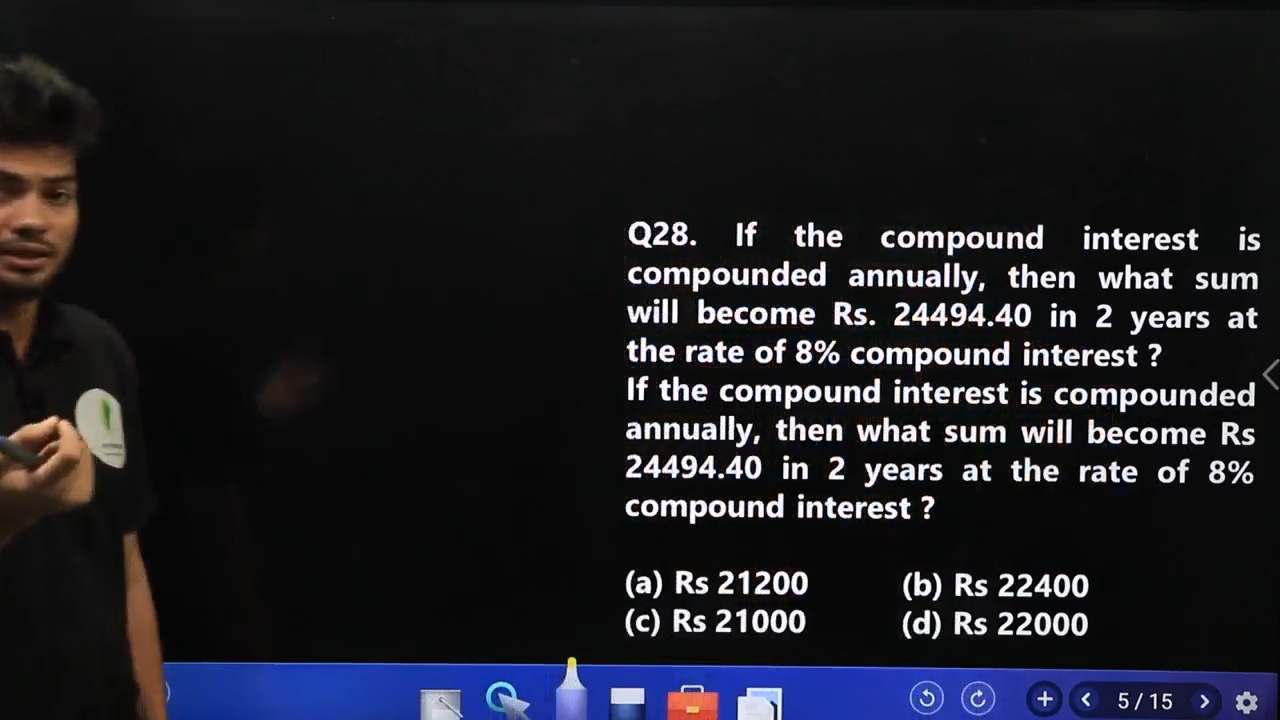 Q28. If the compound interest is
compounded annually, then what sum
will become Rs. 24494.40 in 2 years at
the rate of 8% compound interest ?
If the compound interest is compounded
annually, then what sum will become Rs
24494.40 in 2 years at the rate of 8%
compound interest ?
(a) Rs 21200 (b) Rs 22400
(c) Rs 21000 (d) Rs 22000
5 / 15